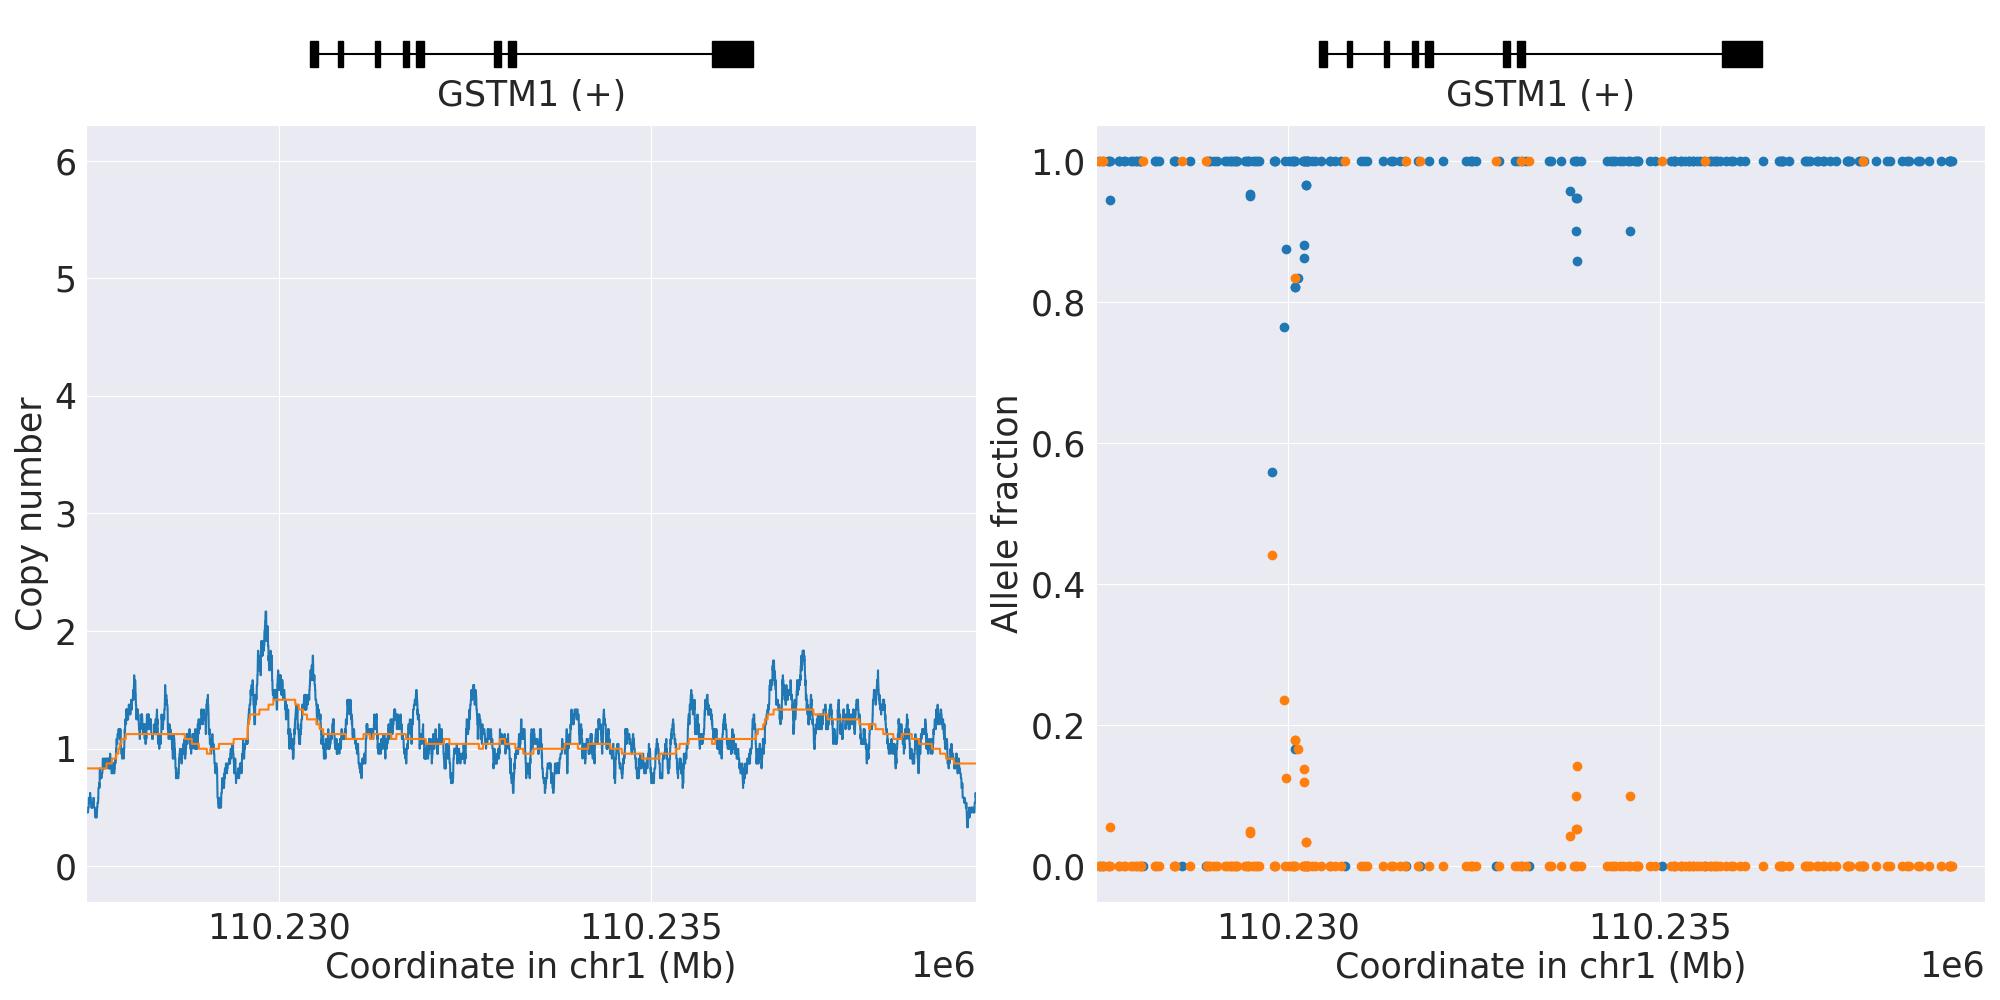 GSTM1 (+)
6
5
4
3
2
1
0
Copy number
110.230
110.235
Coordinate in chr1 (Mb)
1e6
GSTM1 (+)
1.0
0.8
0.6
0.4
0.2
0.0
Allele fraction
110.230
110.235
Coordinate in chr1 (Mb)
1e6